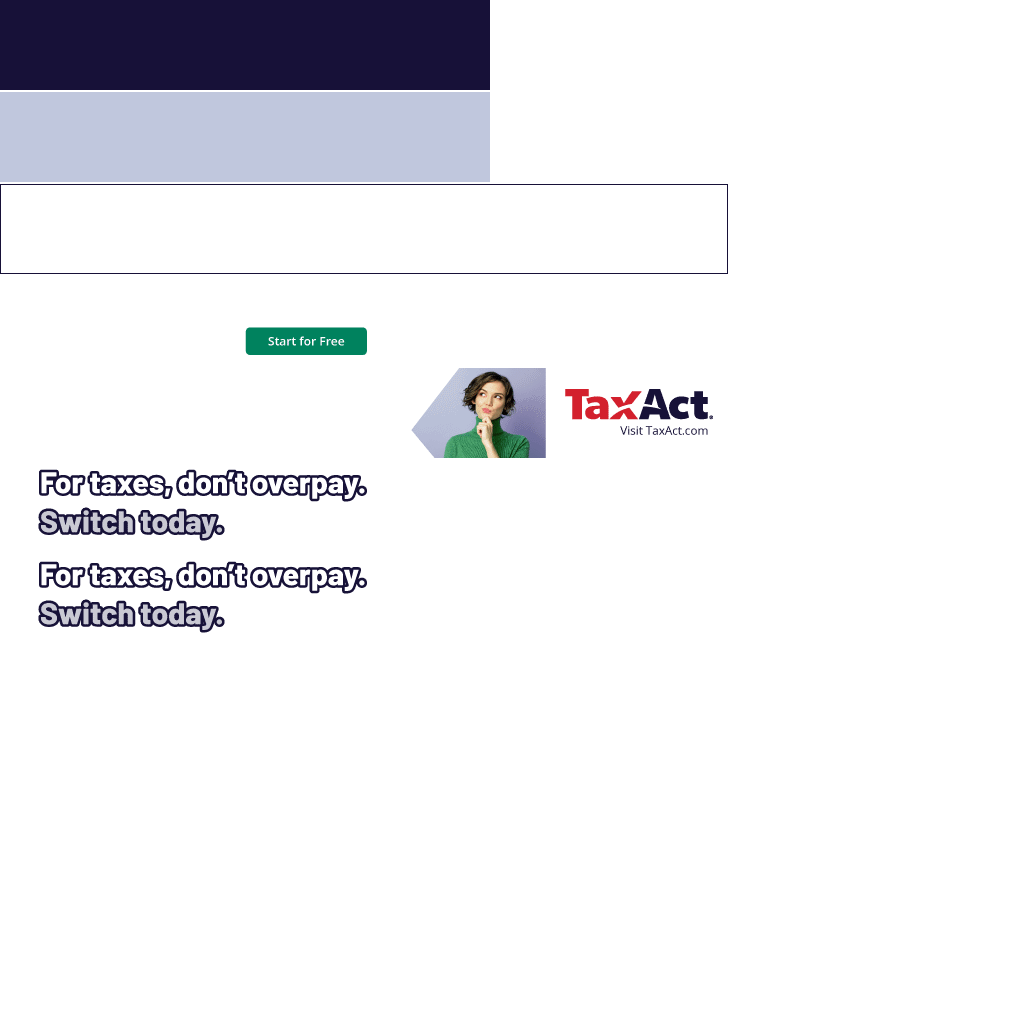 Start for Free
TaxAct.
Visit TaxAct.com
For taxes, don’t overpay.
Switch today.
For taxes, don’t overpay.
Switch today.